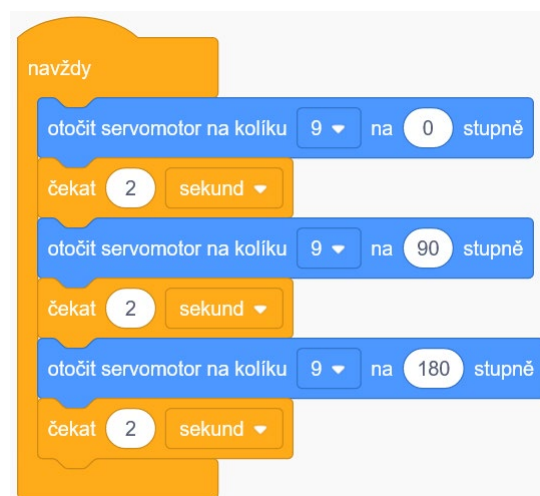 navždy
otočit servomotor na kolíku 9 na 0 stupně
čekat 2 sekund
otočit servomotor na kolíku 9 na 90 stupně
čekat 2 sekund
otočit servomotor na kolíku 9 na 180 stupně
čekat 2 sekund